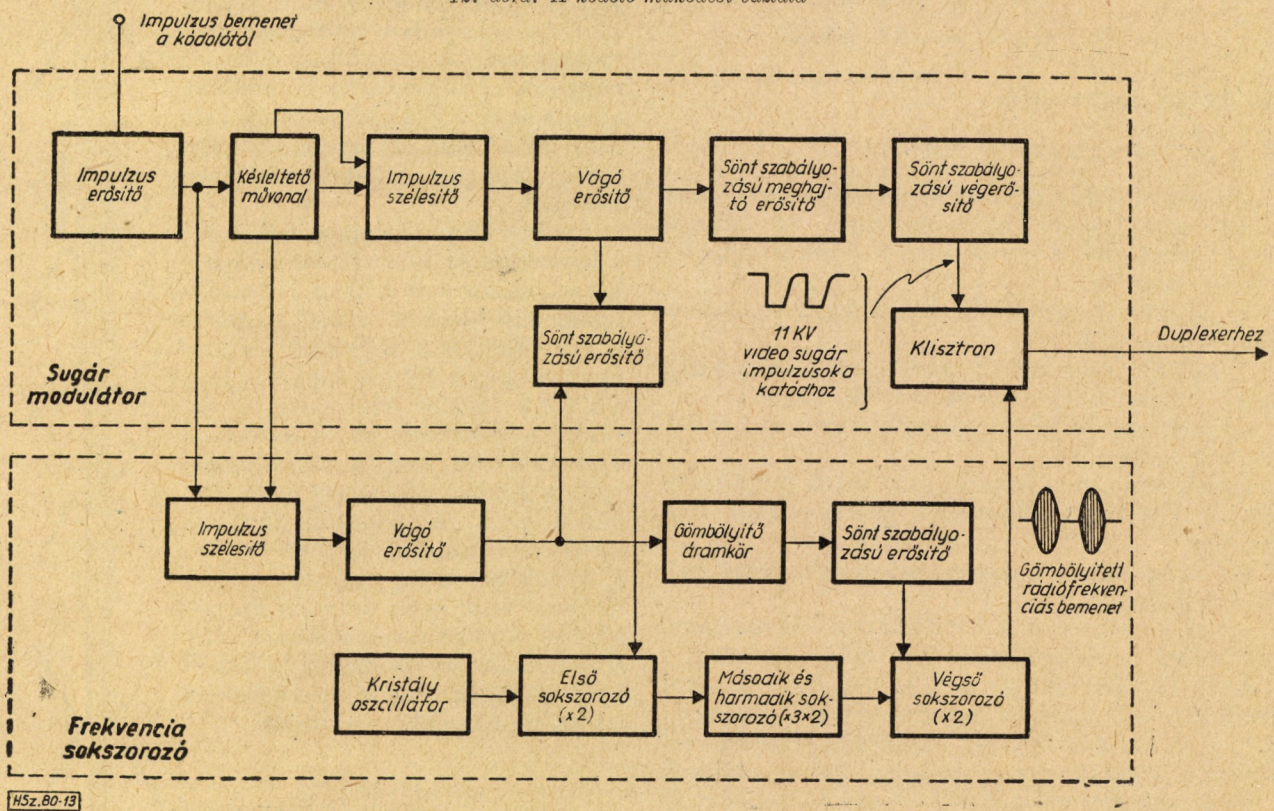 Impulzus bemenet
a kódolótól
Impulzus
erősítő
Késleltető
művonal
Impulzus
szélesítő
Vágó
erősítő
Sönt szabályo-
zású meghaj-
tó erősítő
Sönt szabályo-
zású végerő-
sítő
Sönt szabályo-
zású erősítő
11 KV
video sugár
impulzusok a
katódhoz
Klisztron
Duplexerhez
Sugár
modulátor
Impulzus
szélesítő
Vágó
erősítő
Gömbölyítő
áramkör
Sönt szabályo-
zású erősítő
Gömbölyített
rádiófrekven-
ciás bemenet
Kristály
oszcillátor
Első
sokszorozó
(x2)
Második és
harmadik sok-
szorozó (x3x2)
Végső
sokszorozó
(x2)
Frekvencia
sokszorozó
HSz.80-13